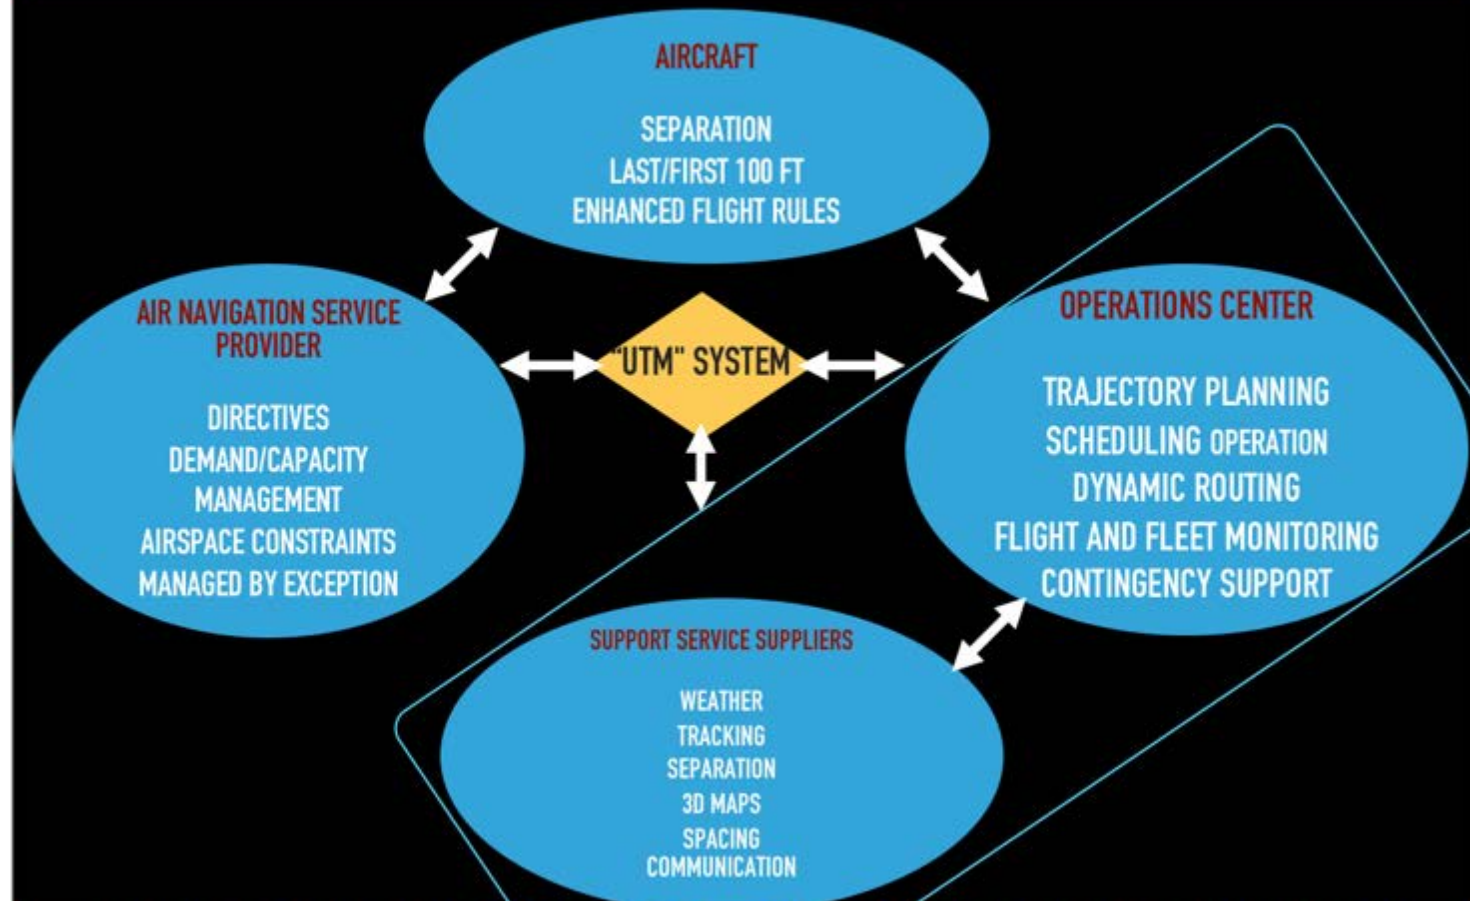 AIRCRAFT
SEPARATION
LAST/FIRST 100 FT
ENHANCED FLIGHT RULES
AIR NAVIGATION SERVICE
PROVIDER
DIRECTIVES
DEMAND/CAPACITY
MANAGEMENT
AIRSPACE CONSTRAINTS
MANAGED BY EXCEPTION
"UTM" SYSTEM
OPERATIONS CENTER
TRAJECTORY PLANNING
SCHEDULING OPERATION
DYNAMIC ROUTING
FLIGHT AND FLEET MONITORING
CONTINGENCY SUPPORT
SUPPORT SERVICE SUPPLIERS
WEATHER
TRACKING
SEPARATION
3D MAPS
SPACING
COMMUNICATION